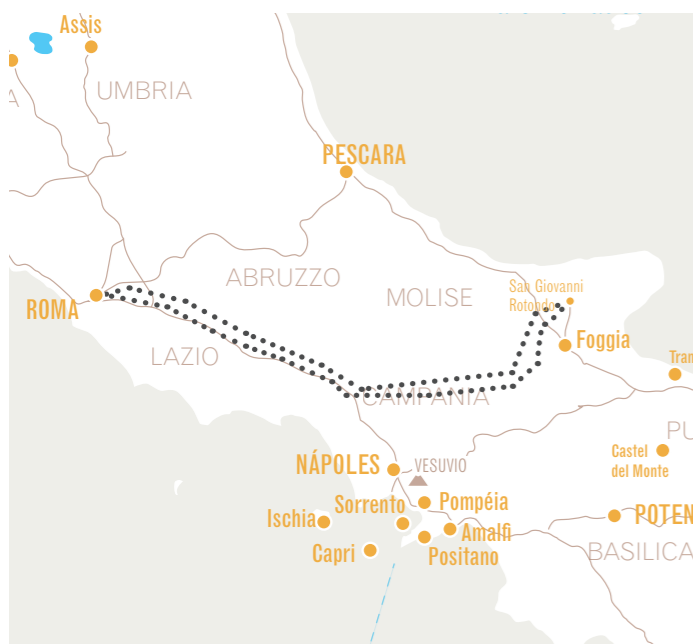 Assis
UMBRIA
PESCARA
ABRUZZO
MOLISE
San Giovanni
Rotondo
ROMA
Foggia
LAZIO
CAMPANIA
NÁPOLES
VESUVIO
Castel
del Monte
Ischia
Sorrento
Pompéia
Capri
Amalfi
Positano